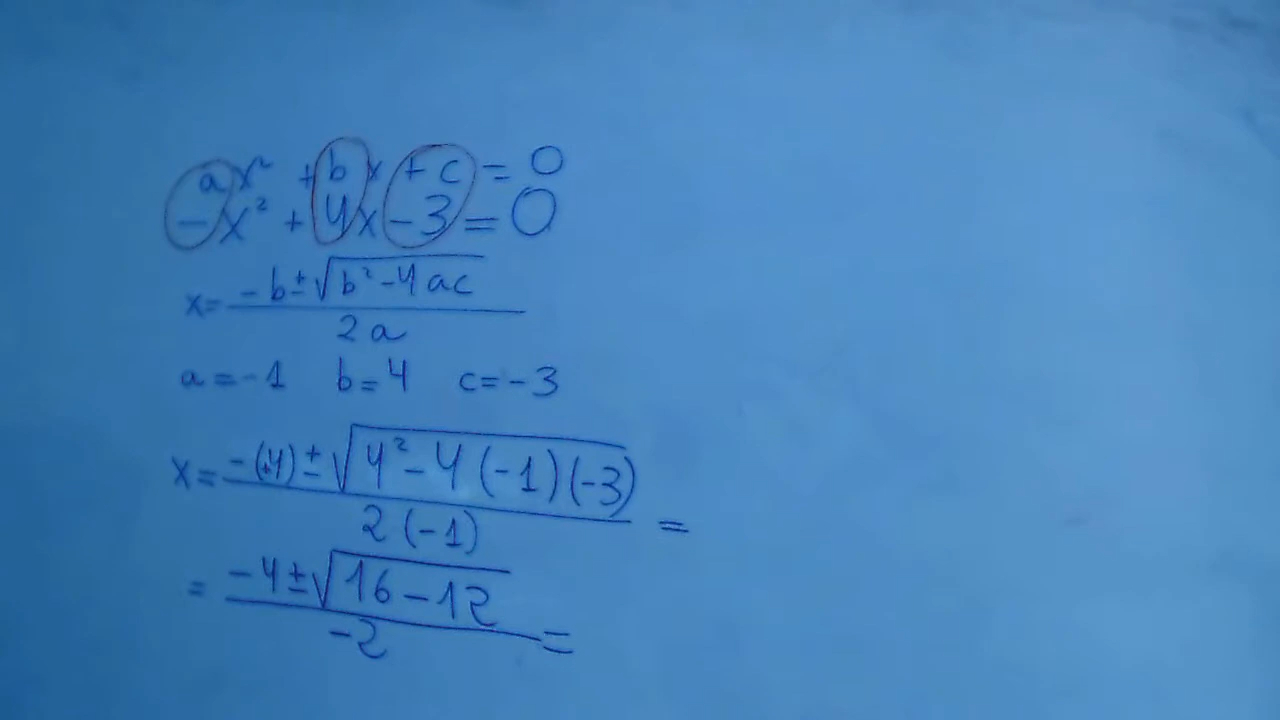 ax² + bx + c = 0
-x² + 4x - 3 = 0
x = (-b ± √(b² - 4ac)) / 2a
a = -1 b = 4 c = -3
x = (-(+4) ± √(4² - 4(-1)(-3))) / 2(-1) =
= (-4 ± √(16 - 12)) / -2 =